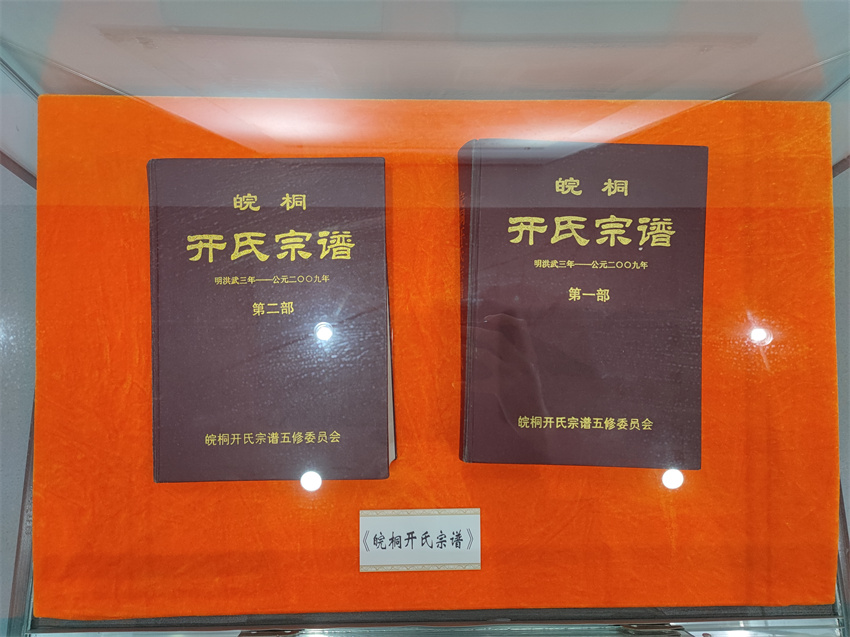 皖桐
开氏宗谱
明洪武三年——公元二〇〇九年
第二部
皖桐开氏宗谱五修委员会
皖桐
开氏宗谱
明洪武三年——公元二〇〇九年
第一部
皖桐开氏宗谱五修委员会
《皖桐开氏宗谱》